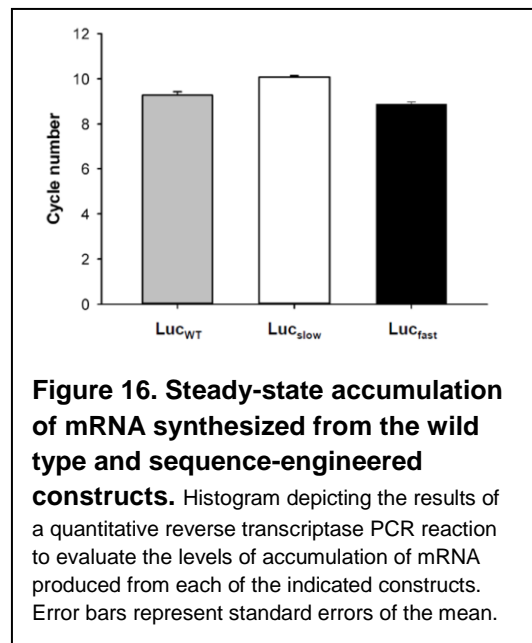 12
10
8
6
4
2
0
Cycle number
Luc_WT Luc_slow Luc_fast
Figure 16. Steady-state accumulation
of mRNA synthesized from the wild
type and sequence-engineered
constructs. Histogram depicting the results of
a quantitative reverse transcriptase PCR reaction
to evaluate the levels of accumulation of mRNA
produced from each of the indicated constructs.
Error bars represent standard errors of the mean.